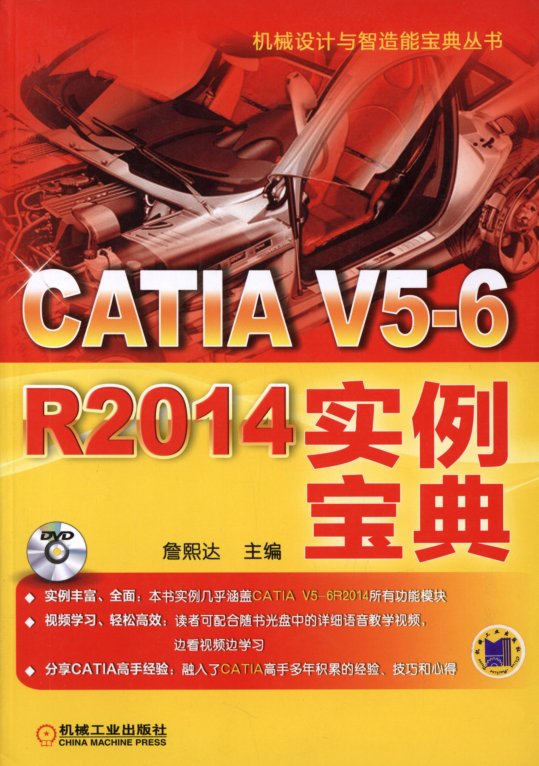 机械设计与智造能宝典丛书
CATIA V5-6
R2014实例
宝典
DVD
詹熙达 主编
◆ 实例丰富、全面：本书实例几乎涵盖CATIA V5-6R2014所有功能模块
◆ 视频学习、轻松高效：读者可配合随书光盘中的详细语音教学视频，
边看视频边学习
◆ 分享CATIA高手经验：融入了CATIA高手多年积累的经验、技巧和心得
机械工业出版社
CHINA MACHINE PRESS